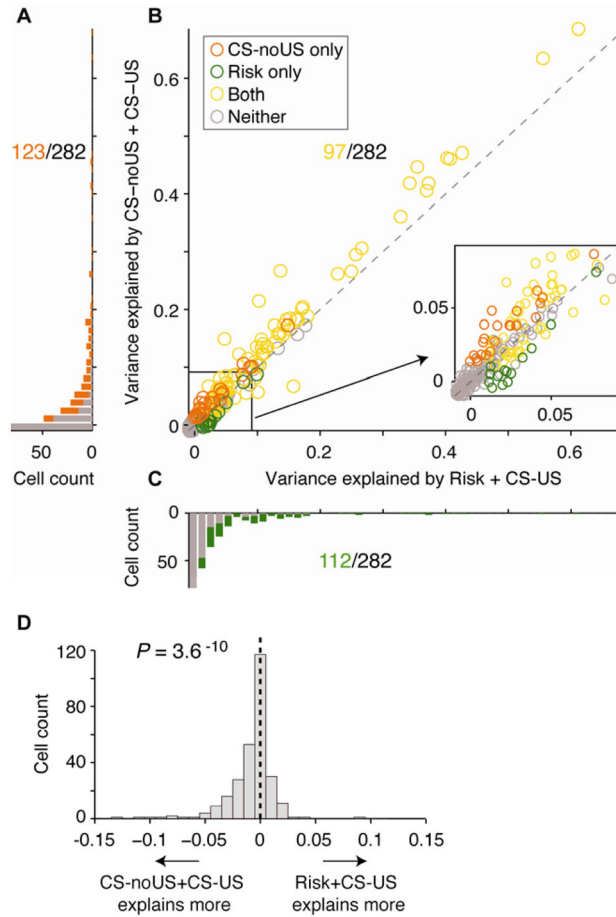 A
B
CS-noUS only
Risk only
Both
Neither
123/282
97/282
Variance explained by CS−noUS + CS−US
0.6
0.4
0.2
0
50
0
Cell count
0.05
0
0
0.05
0
0.2
0.4
0.6
Variance explained by Risk + CS-US
C
Cell count
0
50
112/282
D
P = 3.6⁻¹⁰
Cell count
120
80
40
0
-0.15
−0.1
−0.05
0
0.05
0.1
0.15
CS-noUS+CS-US
explains more
Risk+CS-US
explains more